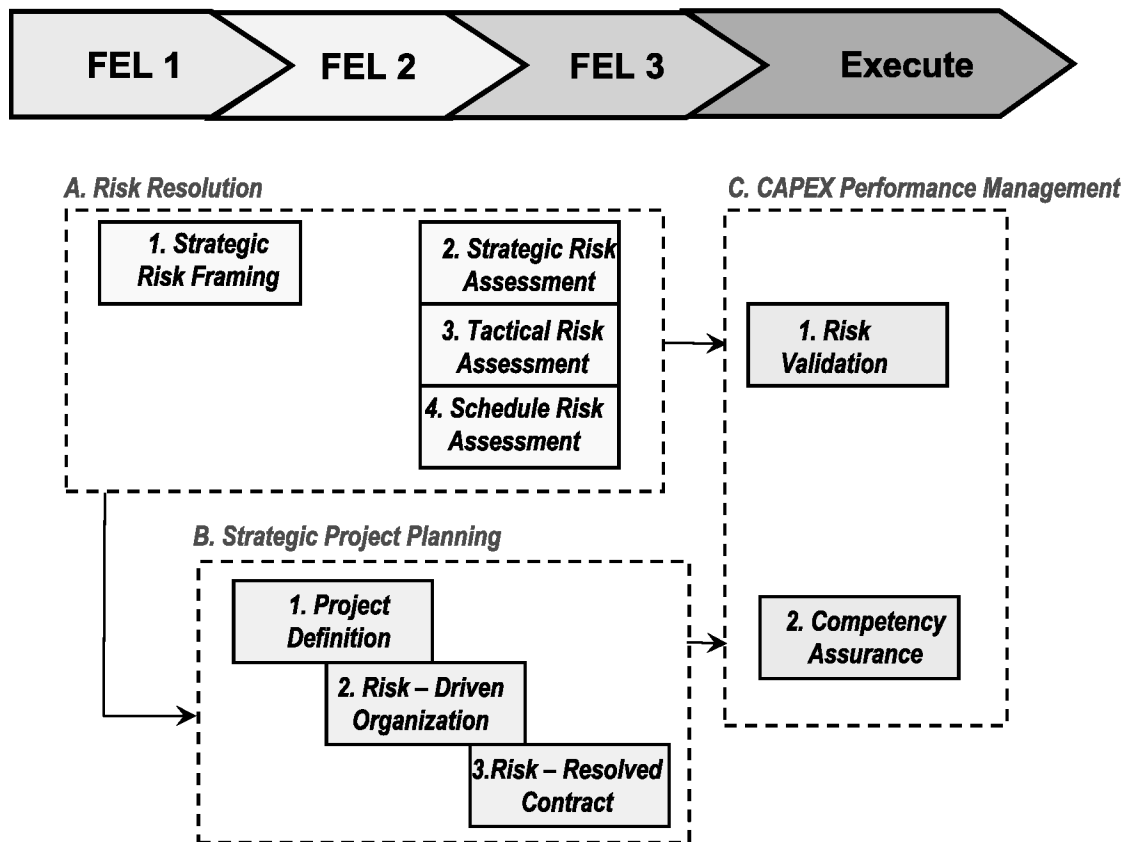 FEL 1
FEL 2
FEL 3
Execute
A. Risk Resolution
C. CAPEX Performance Management
1. Strategic
Risk Framing
2. Strategic Risk
Assessment
3. Tactical Risk
Assessment
4. Schedule Risk
Assessment
1. Risk
Validation
B. Strategic Project Planning
1. Project
Definition
2. Risk – Driven
Organization
3.Risk – Resolved
Contract
2. Competency
Assurance